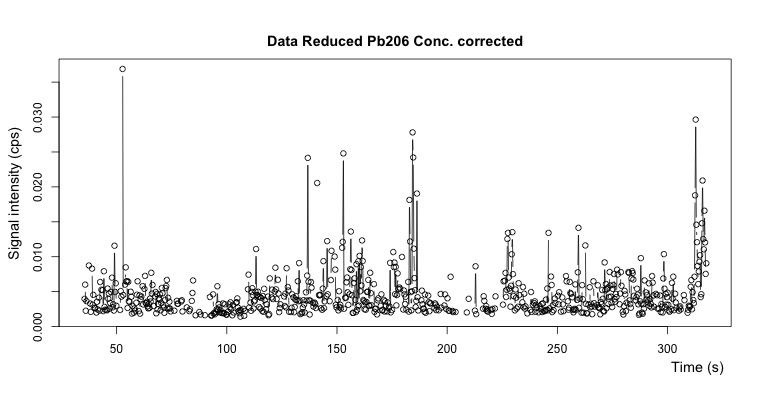 Data Reduced Pb206 Conc. corrected
Signal intensity (cps)
0.030
0.020
0.010
0.000
50 100 150 200 250 300
Time (s)